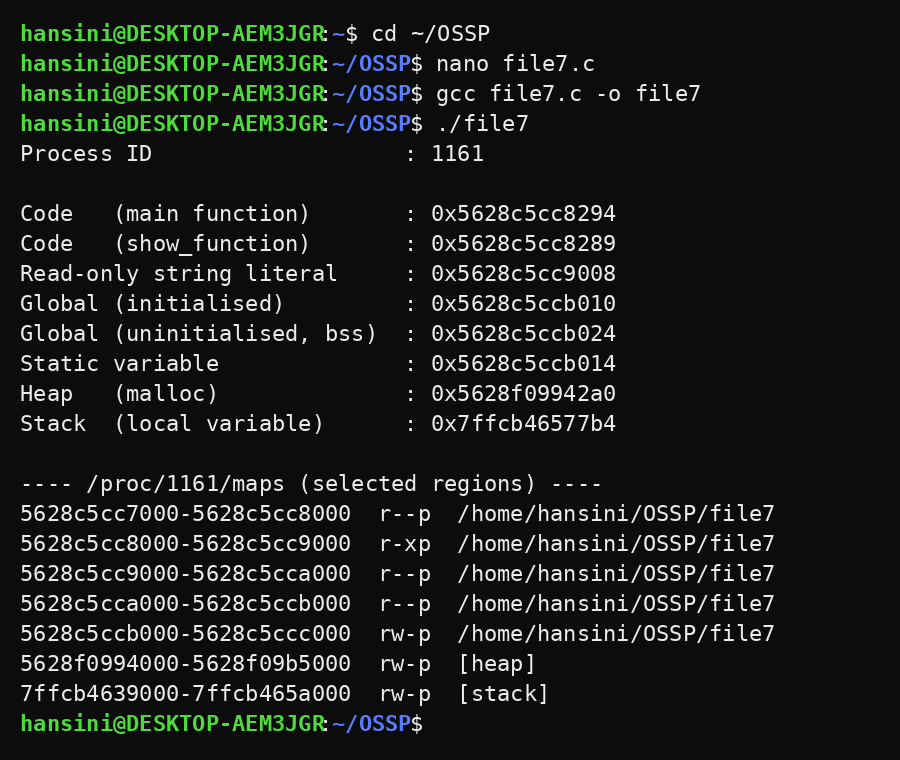 hansini@DESKTOP-AEM3JGR:~$ cd ~/OSSP
hansini@DESKTOP-AEM3JGR:~/OSSP$ nano file7.c
hansini@DESKTOP-AEM3JGR:~/OSSP$ gcc file7.c -o file7
hansini@DESKTOP-AEM3JGR:~/OSSP$ ./file7
Process ID                   : 1161

Code   (main function)       : 0x5628c5cc8294
Code   (show_function)       : 0x5628c5cc8289
Read-only string literal     : 0x5628c5cc9008
Global (initialised)         : 0x5628c5ccb010
Global (uninitialised, bss)  : 0x5628c5ccb024
Static variable              : 0x5628c5ccb014
Heap   (malloc)              : 0x5628f09942a0
Stack  (local variable)      : 0x7ffcb46577b4

---- /proc/1161/maps (selected regions) ----
5628c5cc7000-5628c5cc8000  r--p  /home/hansini/OSSP/file7
5628c5cc8000-5628c5cc9000  r-xp  /home/hansini/OSSP/file7
5628c5cc9000-5628c5cca000  r--p  /home/hansini/OSSP/file7
5628c5cca000-5628c5ccb000  r--p  /home/hansini/OSSP/file7
5628c5ccb000-5628c5ccc000  rw-p  /home/hansini/OSSP/file7
5628f0994000-5628f09b5000  rw-p  [heap]
7ffcb4639000-7ffcb465a000  rw-p  [stack]
hansini@DESKTOP-AEM3JGR:~/OSSP$